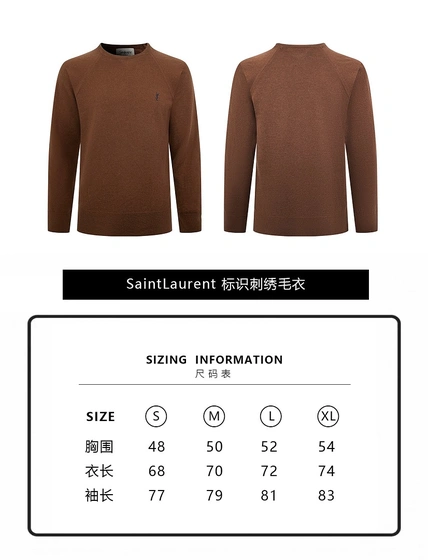 SaintLaurent 标识刺绣毛衣
SIZING INFORMATION
尺码表
SIZE S M L XL
胸围 48 50 52 54
衣长 68 70 72 74
袖长 77 79 81 83